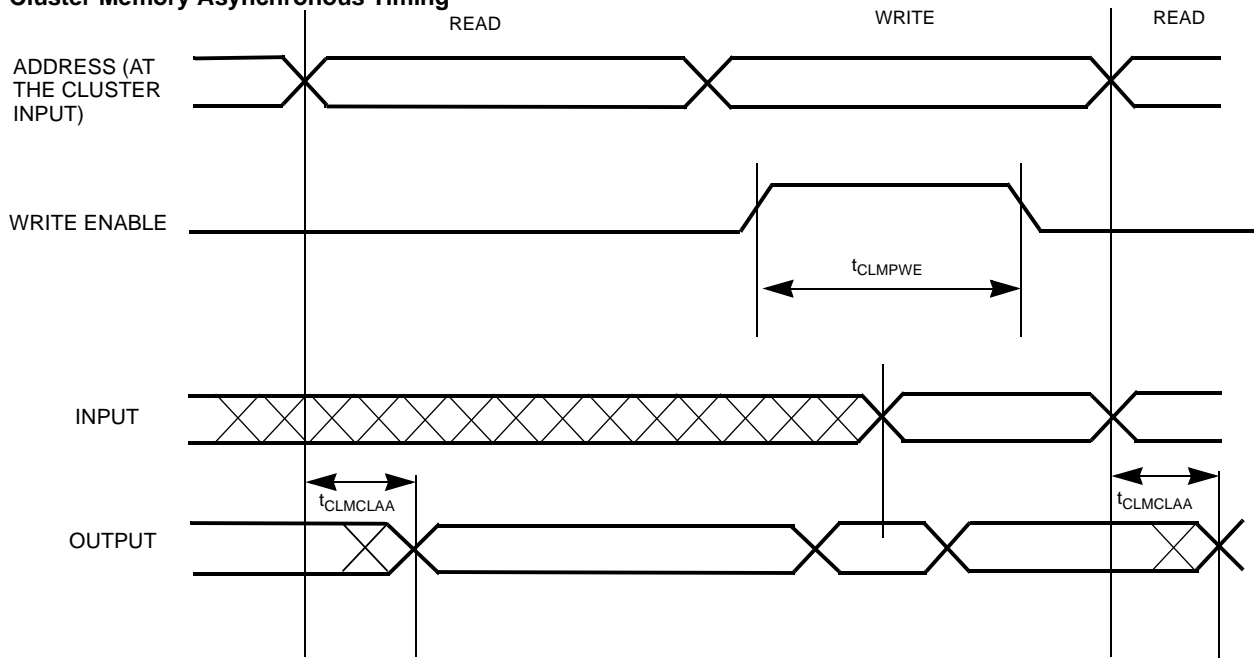 Cluster Memory Asynchronous Timing
READ
WRITE
READ
ADDRESS (AT
THE CLUSTER
INPUT)
WRITE ENABLE
tCLMPWE
INPUT
tCLMCLAA
tCLMCLAA
OUTPUT